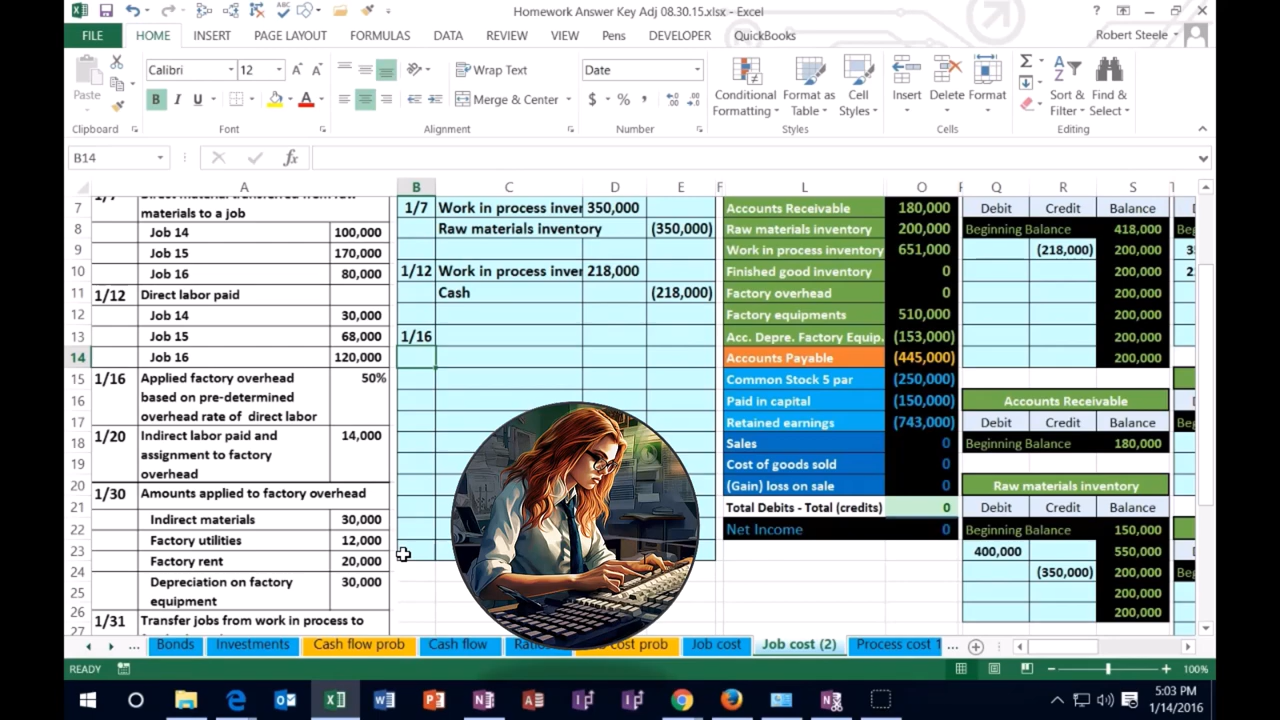 Homework Answer Key Adj 08.30.15.xlsx - Excel
FILE HOME INSERT PAGE LAYOUT FORMULAS DATA REVIEW VIEW Pens DEVELOPER QuickBooks Robert Steele
Calibri 12 Wrap Text Date
Paste B I U Merge & Center $ % Conditional Formatting Format as Table Cell Styles Insert Delete Format Sort & Filter Find & Select
Clipboard Font Alignment Number Styles Cells Editing
B14
A B C D E F L O Q R S
7 materials to a job 1/7 Work in process inver 350,000 Accounts Receivable 180,000 Debit Credit Balance
8 Job 14 100,000 Raw materials inventory (350,000) Raw materials inventory 200,000 Beginning Balance 418,000
9 Job 15 170,000 Work in process inventory 651,000 (218,000) 200,000
10 Job 16 80,000 1/12 Work in process inver 218,000 Finished good inventory 0 200,000
11 1/12 Direct labor paid Cash (218,000) Factory overhead 0 200,000
12 Job 14 30,000 Factory equipments 510,000 200,000
13 Job 15 68,000 1/16 Acc. Depre. Factory Equip. (153,000) 200,000
14 Job 16 120,000 Accounts Payable (445,000) 200,000
15 1/16 Applied factory overhead 50% Common Stock 5 par (250,000)
16 based on pre-determined Paid in capital (150,000) Accounts Receivable
17 overhead rate of direct labor Retained earnings (743,000) Debit Credit Balance
18 1/20 Indirect labor paid and 14,000 Sales 0 Beginning Balance 180,000
19 assignment to factory Cost of goods sold 0
overhead
20 (Gain) loss on sale 0 Raw materials inventory
21 1/30 Amounts applied to factory overhead Total Debits - Total (credits) 0 Debit Credit Balance
22 Indirect materials 30,000 Net Income 0 Beginning Balance 150,000
23 Factory utilities 12,000 400,000 550,000
24 Factory rent 20,000 (350,000) 200,000
25 Depreciation on factory 30,000 200,000
26 equipment 200,000
27 1/31 Transfer jobs from work in process to
... Bonds Investments Cash flow prob Cash flow cost prob Job cost Job cost (2) Process cost 1 ...
READY 100%
5:03 PM
1/14/2016